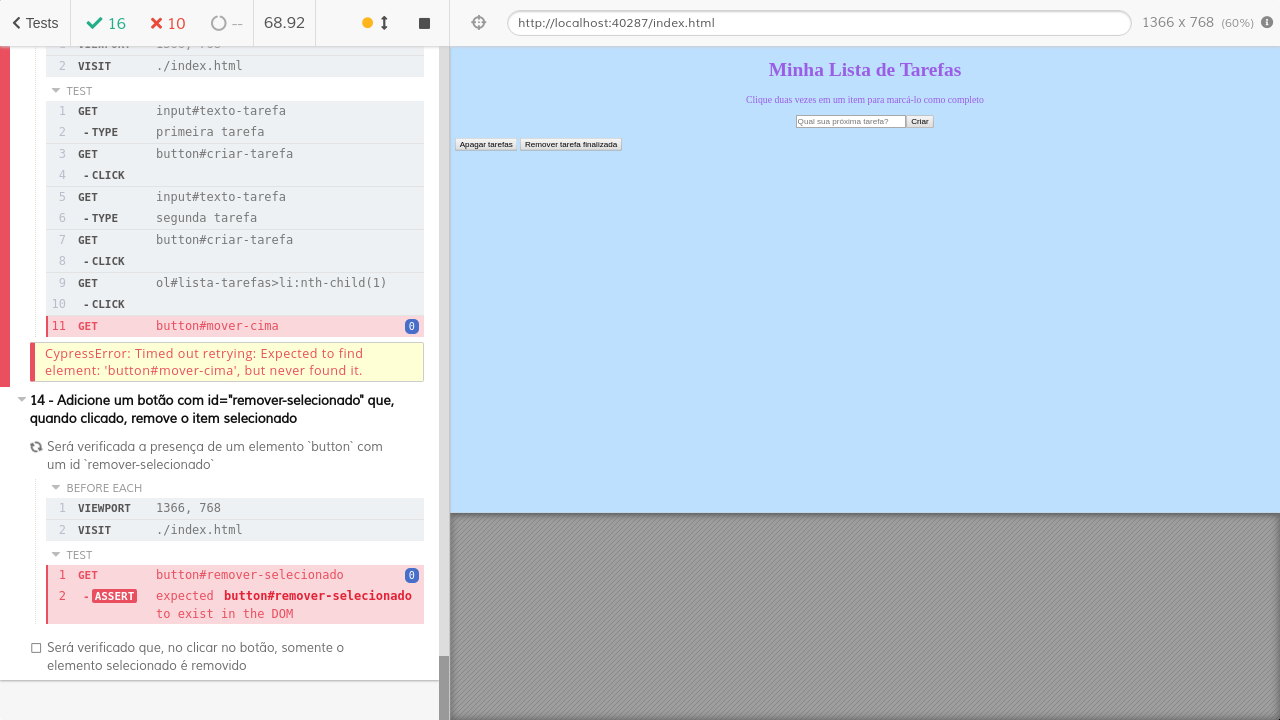 Tests
16
10
--
68.92
http://localhost:40287/index.html
1366 x 768 (60%)
2 VISIT ./index.html
TEST
1 GET input#texto-tarefa
2 -TYPE primeira tarefa
3 GET button#criar-tarefa
4 -CLICK
5 GET input#texto-tarefa
6 -TYPE segunda tarefa
7 GET button#criar-tarefa
8 -CLICK
9 GET ol#lista-tarefas>li:nth-child(1)
10 -CLICK
11 GET button#mover-cima 0
CypressError: Timed out retrying: Expected to find
element: 'button#mover-cima', but never found it.
14 - Adicione um botão com id="remover-selecionado" que,
quando clicado, remove o item selecionado
Será verificada a presença de um elemento `button` com
um id `remover-selecionado`
BEFORE EACH
1 VIEWPORT 1366, 768
2 VISIT ./index.html
TEST
1 GET button#remover-selecionado 0
2 -ASSERT expected button#remover-selecionado
to exist in the DOM
Será verificado que, no clicar no botão, somente o
elemento selecionado é removido
Minha Lista de Tarefas
Clique duas vezes em um item para marcá-lo como completo
Qual sua próxima tarefa? Criar
Apagar tarefas Remover tarefa finalizada